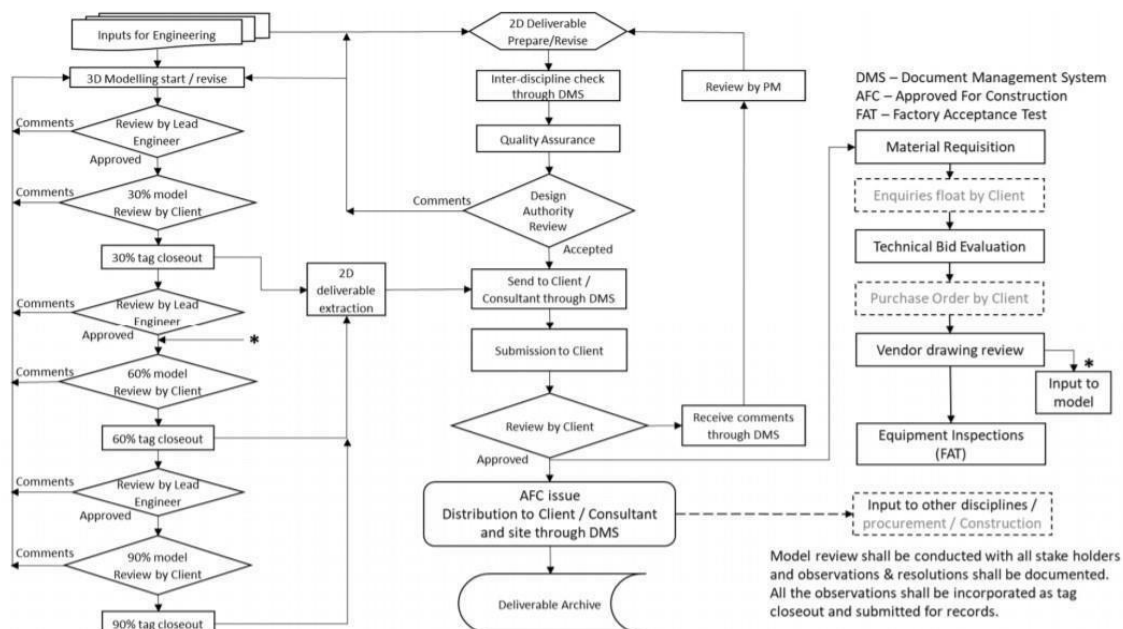 Inputs for Engineering
3D Modelling start / revise
Comments
Review by Lead
Engineer
Approved
Comments
30% model
Review by Client
30% tag closeout
Comments
Review by Lead
Engineer
Approved
*
Comments
60% model
Review by Client
60% tag closeout
Comments
Review by Lead
Engineer
Approved
Comments
90% model
Review by Client
90% tag closeout
2D
deliverable
extraction
2D Deliverable
Prepare/Revise
Inter-discipline check
through DMS
Quality Assurance
Comments
Design
Authority
Review
Accepted
Send to Client /
Consultant through DMS
Submission to Client
Review by Client
Approved
AFC issue
Distribution to Client / Consultant
and site through DMS
Deliverable Archive
Review by PM
Receive comments
through DMS
DMS – Document Management System
AFC – Approved For Construction
FAT – Factory Acceptance Test
Material Requisition
Enquiries float by Client
Technical Bid Evaluation
Purchase Order by Client
Vendor drawing review
*
Input to
model
Equipment Inspections
(FAT)
Input to other disciplines /
procurement / Construction
Model review shall be conducted with all stake holders
and observations & resolutions shall be documented.
All the observations shall be incorporated as tag
closeout and submitted for records.